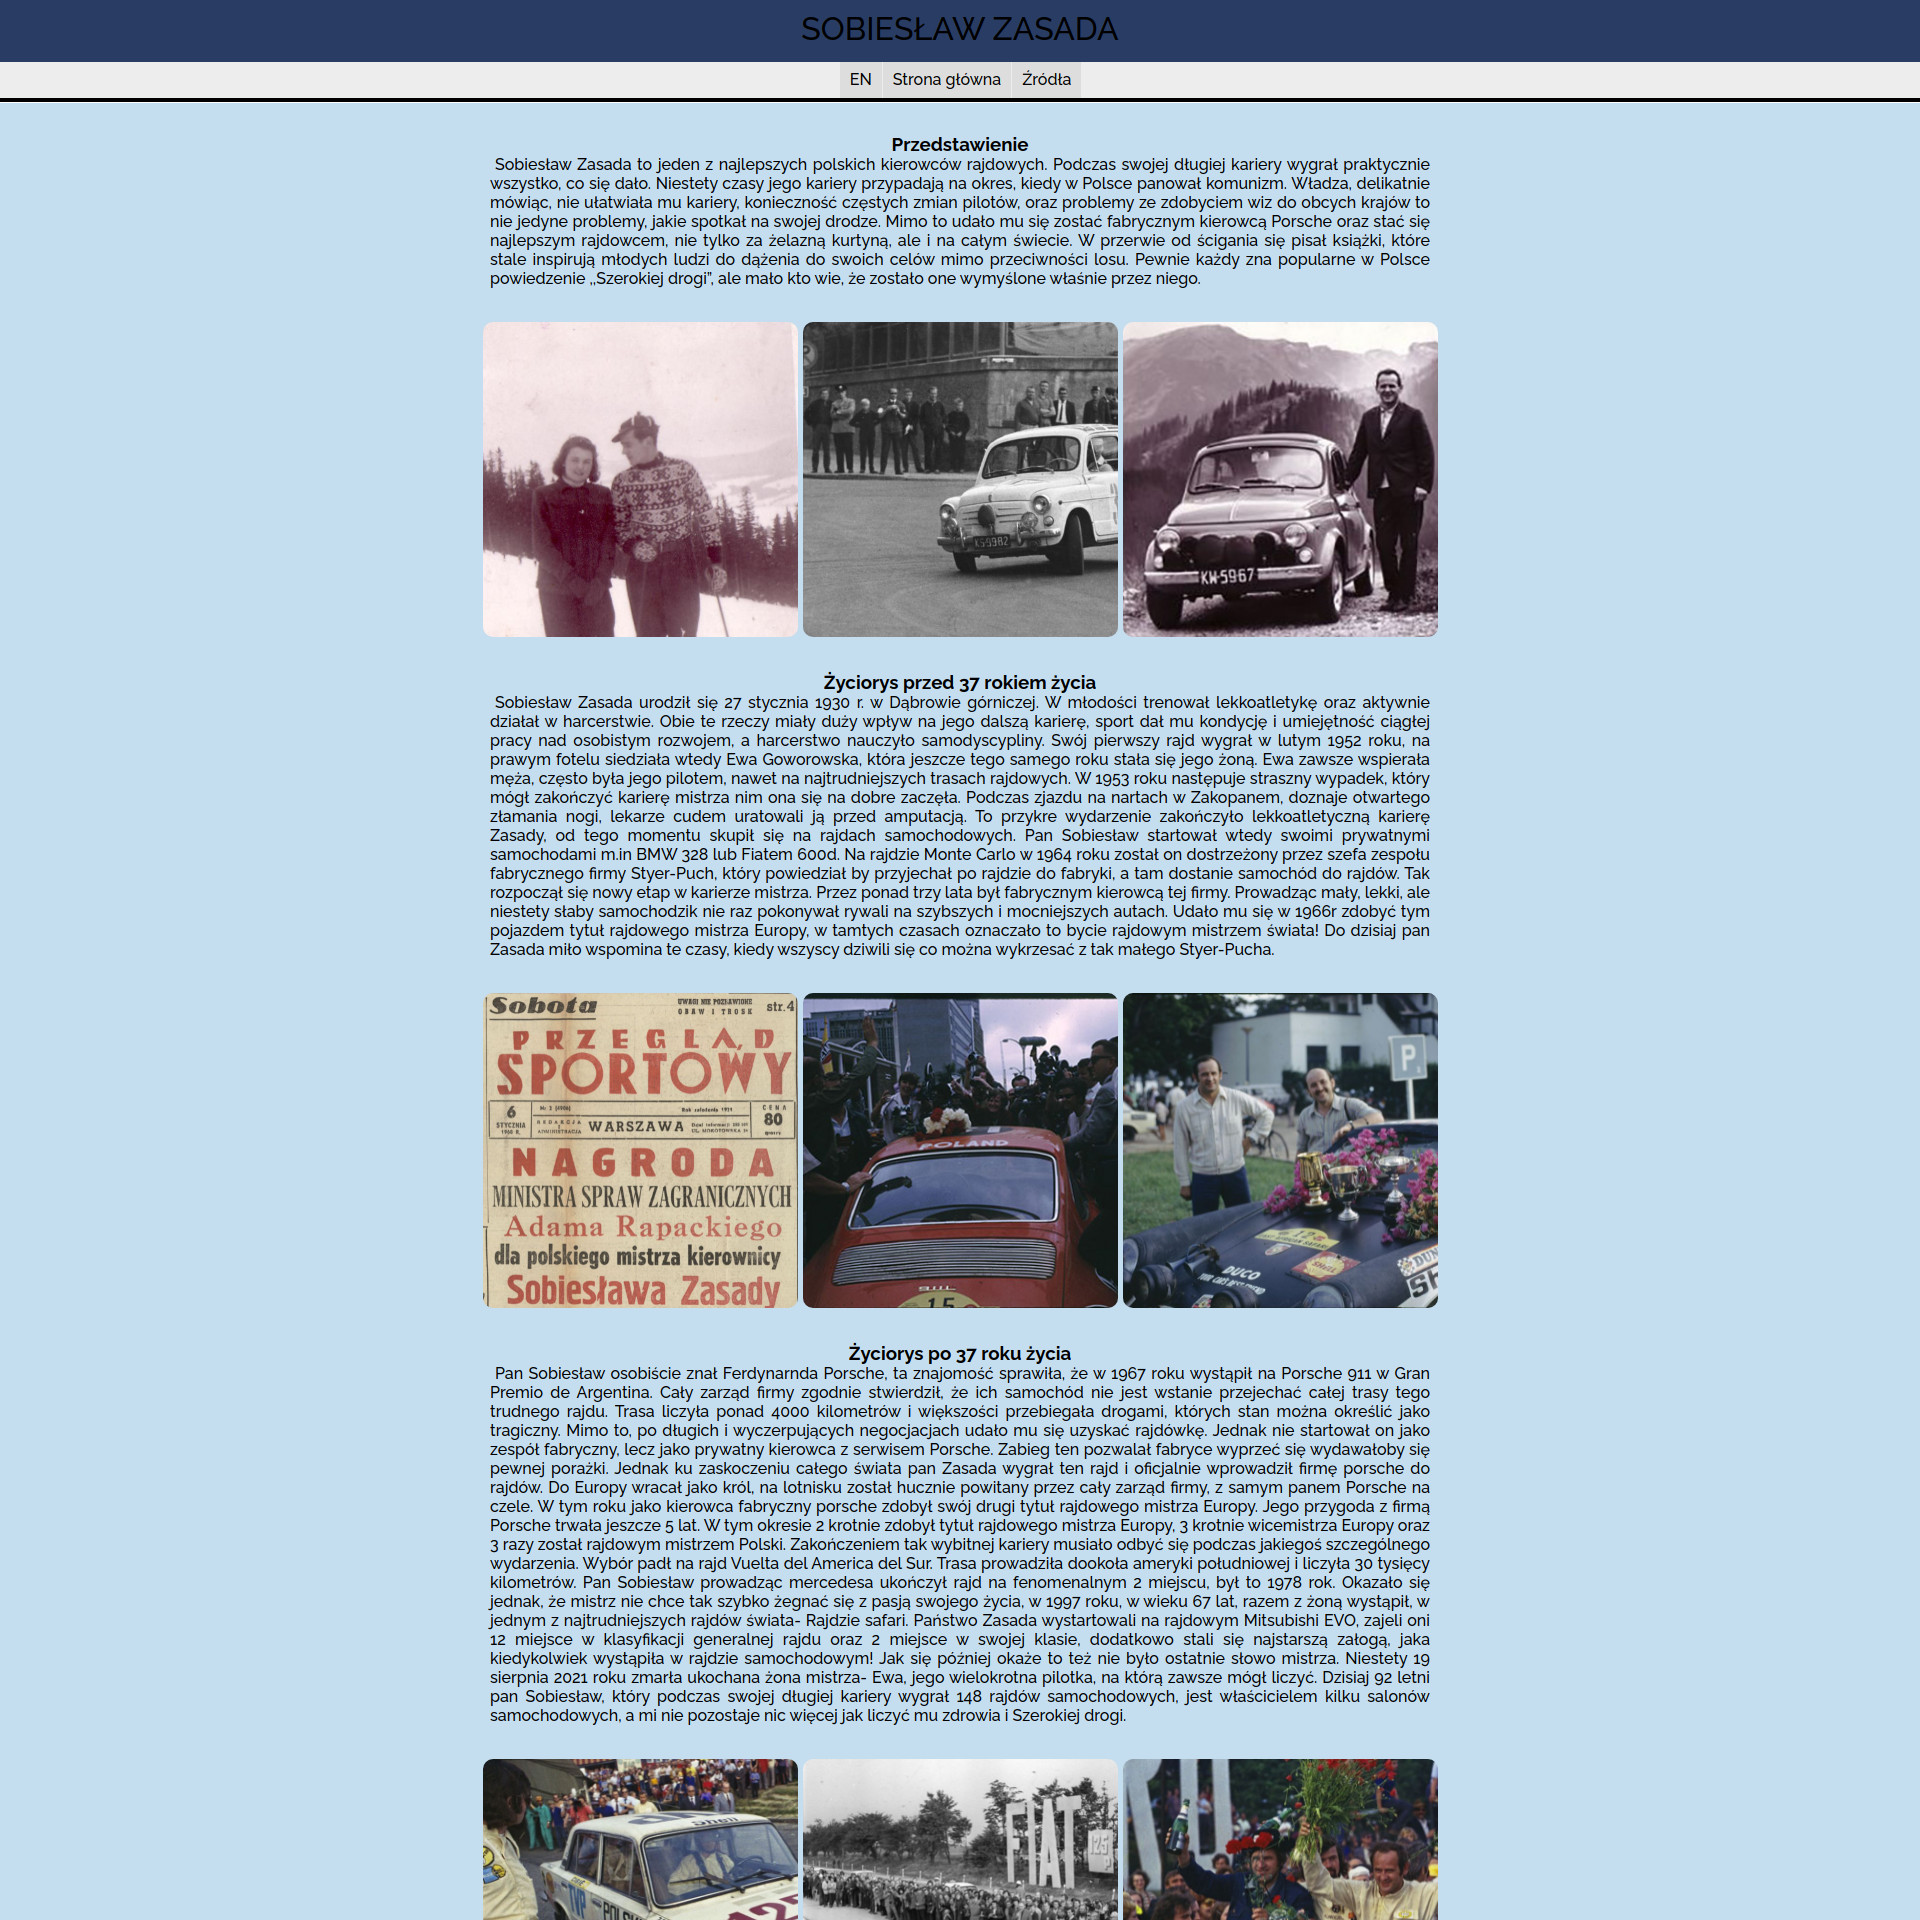 SOBIESŁAW ZASADA
EN Strona główna Źródła
Przedstawienie
Sobiesław Zasada to jeden z najlepszych polskich kierowców rajdowych. Podczas swojej długiej kariery wygrał praktycznie
wszystko, co się dało. Niestety czasy jego kariery przypadają na okres, kiedy w Polsce panował komunizm. Władza, delikatnie
mówiąc, nie ułatwiała mu kariery, konieczność częstych zmian pilotów, oraz problemy ze zdobyciem wiz do obcych krajów to
nie jedyne problemy, jakie spotkał na swojej drodze. Mimo to udało mu się zostać fabrycznym kierowcą Porsche oraz stać się
najlepszym rajdowcem, nie tylko za żelazną kurtyną, ale i na całym świecie. W przerwie od ścigania się pisał książki, które
stale inspirują młodych ludzi do dążenia do swoich celów mimo przeciwności losu. Pewnie każdy zna popularne w Polsce
powiedzenie ,,Szerokiej drogi”, ale mało kto wie, że zostało one wymyślone właśnie przez niego.
KS5982
KW-5967
Życiorys przed 37 rokiem życia
Sobiesław Zasada urodził się 27 stycznia 1930 r. w Dąbrowie górniczej. W młodości trenował lekkoatletykę oraz aktywnie
działał w harcerstwie. Obie te rzeczy miały duży wpływ na jego dalszą karierę, sport dał mu kondycję i umiejętność ciągłej
pracy nad osobistym rozwojem, a harcerstwo nauczyło samodyscypliny. Swój pierwszy rajd wygrał w lutym 1952 roku, na
prawym fotelu siedziała wtedy Ewa Goworowska, która jeszcze tego samego roku stała się jego żoną. Ewa zawsze wspierała
męża, często była jego pilotem, nawet na najtrudniejszych trasach rajdowych. W 1953 roku następuje straszny wypadek, który
mógł zakończyć karierę mistrza nim ona się na dobre zaczęła. Podczas zjazdu na nartach w Zakopanem, doznaje otwartego
złamania nogi, lekarze cudem uratowali ją przed amputacją. To przykre wydarzenie zakończyło lekkoatletyczną karierę
Zasady, od tego momentu skupił się na rajdach samochodowych. Pan Sobiesław startował wtedy swoimi prywatnymi
samochodami m.in BMW 328 lub Fiatem 600d. Na rajdzie Monte Carlo w 1964 roku został on dostrzeżony przez szefa zespołu
fabrycznego firmy Styer-Puch, który powiedział by przyjechał po rajdzie do fabryki, a tam dostanie samochód do rajdów. Tak
rozpoczął się nowy etap w karierze mistrza. Przez ponad trzy lata był fabrycznym kierowcą tej firmy. Prowadząc mały, lekki, ale
niestety słaby samochodzik nie raz pokonywał rywali na szybszych i mocniejszych autach. Udało mu się w 1966r zdobyć tym
pojazdem tytuł rajdowego mistrza Europy, w tamtych czasach oznaczało to bycie rajdowym mistrzem świata! Do dzisiaj pan
Zasada miło wspomina te czasy, kiedy wszyscy dziwili się co można wykrzesać z tak małego Styer-Pucha.
Sobota str.4
PRZEGLĄD
SPORTOWY
6 STYCZNIA WARSZAWA CENA 80
NAGRODA
MINISTRA SPRAW ZAGRANICZNYCH
Adama Rapackiego
dla polskiego mistrza kierownicy
Sobiesława Zasady
POLAND
15
P
DUCO
SHELL
DUN
Sh
Życiorys po 37 roku życia
Pan Sobiesław osobiście znał Ferdynarnda Porsche, ta znajomość sprawiła, że w 1967 roku wystąpił na Porsche 911 w Gran
Premio de Argentina. Cały zarząd firmy zgodnie stwierdził, że ich samochód nie jest wstanie przejechać całej trasy tego
trudnego rajdu. Trasa liczyła ponad 4000 kilometrów i większości przebiegała drogami, których stan można określić jako
tragiczny. Mimo to, po długich i wyczerpujących negocjacjach udało mu się uzyskać rajdówkę. Jednak nie startował on jako
zespół fabryczny, lecz jako prywatny kierowca z serwisem Porsche. Zabieg ten pozwalał fabryce wyprzeć się wydawałoby się
pewnej porażki. Jednak ku zaskoczeniu całego świata pan Zasada wygrał ten rajd i oficjalnie wprowadził firmę porsche do
rajdów. Do Europy wracał jako król, na lotnisku został hucznie powitany przez cały zarząd firmy, z samym panem Porsche na
czele. W tym roku jako kierowca fabryczny porsche zdobył swój drugi tytuł rajdowego mistrza Europy. Jego przygoda z firmą
Porsche trwała jeszcze 5 lat. W tym okresie 2 krotnie zdobył tytuł rajdowego mistrza Europy, 3 krotnie wicemistrza Europy oraz
3 razy został rajdowym mistrzem Polski. Zakończeniem tak wybitnej kariery musiało odbyć się podczas jakiegoś szczególnego
wydarzenia. Wybór padł na rajd Vuelta del America del Sur. Trasa prowadziła dookoła ameryki południowej i liczyła 30 tysięcy
kilometrów. Pan Sobiesław prowadząc mercedesa ukończył rajd na fenomenalnym 2 miejscu, był to 1978 rok. Okazało się
jednak, że mistrz nie chce tak szybko żegnać się z pasją swojego życia, w 1997 roku, w wieku 67 lat, razem z żoną wystąpił, w
jednym z najtrudniejszych rajdów świata- Rajdzie safari. Państwo Zasada wystartowali na rajdowym Mitsubishi EVO, zajeli oni
12 miejsce w klasyfikacji generalnej rajdu oraz 2 miejsce w swojej klasie, dodatkowo stali się najstarszą załogą, jaka
kiedykolwiek wystąpiła w rajdzie samochodowym! Jak się później okaże to też nie było ostatnie słowo mistrza. Niestety 19
sierpnia 2021 roku zmarła ukochana żona mistrza- Ewa, jego wielokrotna pilotka, na którą zawsze mógł liczyć. Dzisiaj 92 letni
pan Sobiesław, który podczas swojej długiej kariery wygrał 148 rajdów samochodowych, jest właścicielem kilku salonów
samochodowych, a mi nie pozostaje nic więcej jak liczyć mu zdrowia i Szerokiej drogi.
Shell
POLSKI
125
FIAT
125p